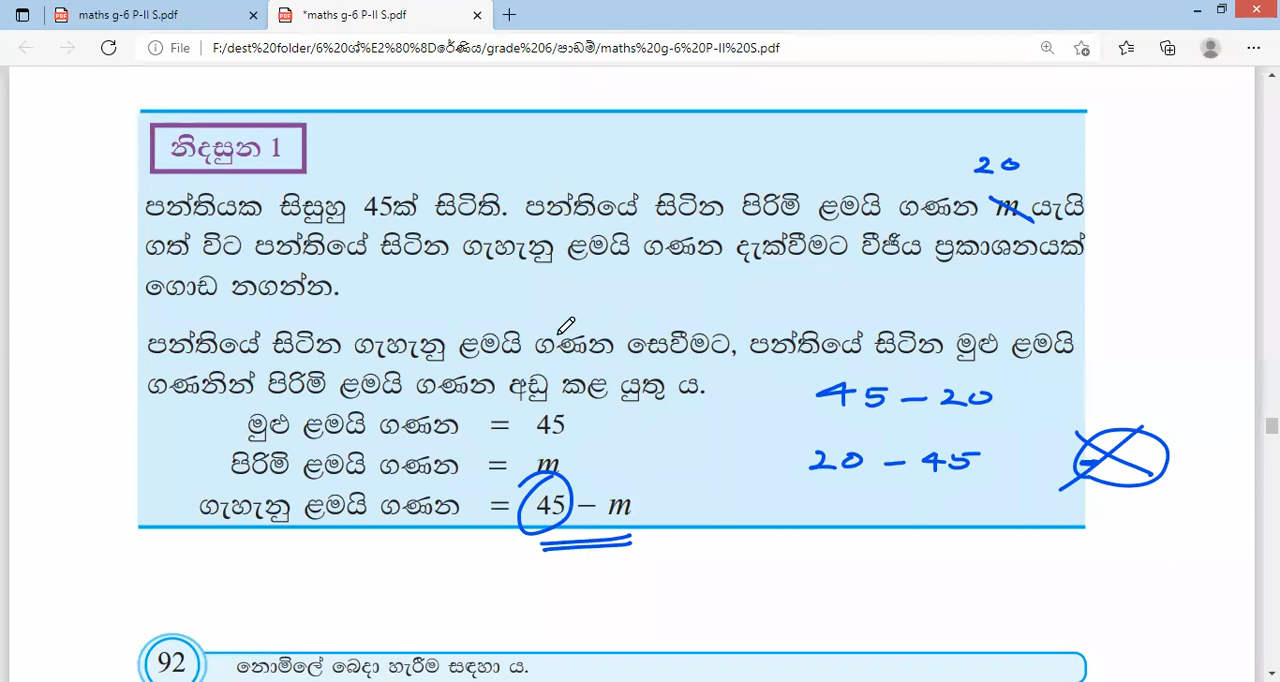 maths g-6 P-II S.pdf
*maths g-6 P-II S.pdf
File F:/dest%20folder/6%20ශ්%E2%80%8Dරේණිය/grade%206/පාඩම්/maths%20g-6%20P-II%20S.pdf
නිදසුන 1
20
පන්තියක සිසුහු 45ක් සිටිති. පන්තියේ සිටින පිරිමි ළමයි ගණන m යැයි
ගත් විට පන්තියේ සිටින ගැහැනු ළමයි ගණන දැක්වීමට වීජීය ප්‍රකාශනයක්
ගොඩ නගන්න.
පන්තියේ සිටින ගැහැනු ළමයි ගණන සෙවීමට, පන්තියේ සිටින මුළු ළමයි
ගණනින් පිරිමි ළමයි ගණන අඩු කළ යුතු ය.
45 - 20
මුළු ළමයි ගණන = 45
පිරිමි ළමයි ගණන = m
20 - 45
ගැහැනු ළමයි ගණන = 45 − m
92 නොමිලේ බෙදා හැරීම සඳහා ය.